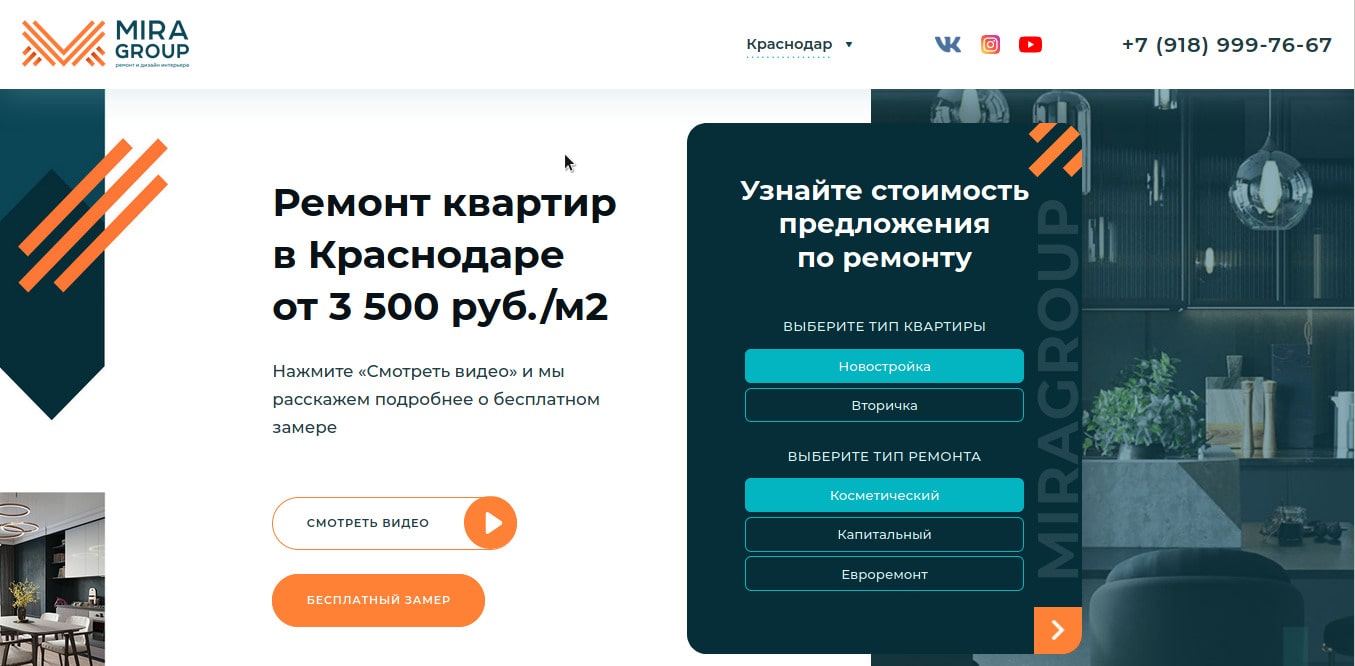 MIRA
GROUP
ремонт и дизайн интерьера
Краснодар
+7 (918) 999-76-67
Ремонт квартир
в Краснодаре
от 3 500 руб./м2
Нажмите «Смотреть видео» и мы
расскажем подробнее о бесплатном
замере
СМОТРЕТЬ ВИДЕО
БЕСПЛАТНЫЙ ЗАМЕР
Узнайте стоимость
предложения
по ремонту
ВЫБЕРИТЕ ТИП КВАРТИРЫ
Новостройка
Вторичка
ВЫБЕРИТЕ ТИП РЕМОНТА
Косметический
Капитальный
Евроремонт
MIRAGROUP